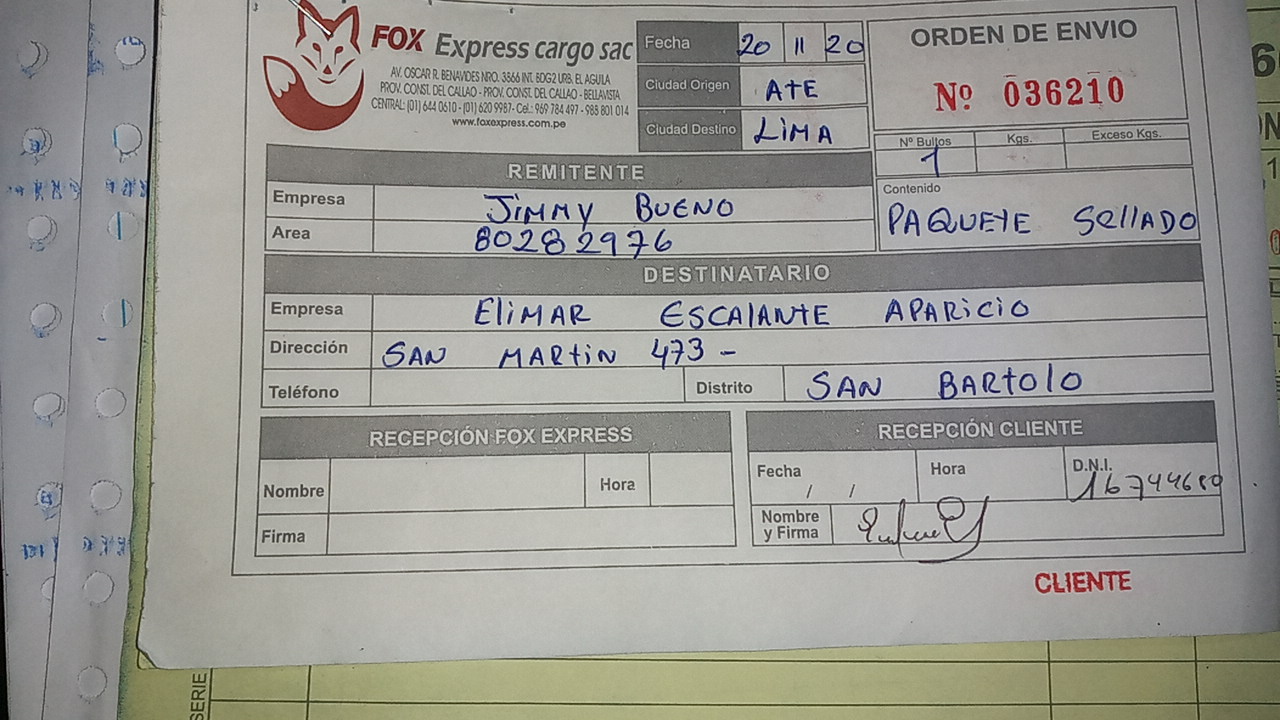 FOX Express cargo sac
AV. OSCAR R. BENAVIDES NRO. 3866 INT. BDG2 URB. EL AGUILA
PROV. CONST. DEL CALLAO - PROV. CONST. DEL CALLAO - BELLAVISTA
CENTRAL: (01) 644 0610 - (01) 620 9987- Cel.: 969 784 497 - 985 801 014
www.foxexpress.com.pe
Fecha 20 11 20
Ciudad Origen ATE
Ciudad Destino LIMA
ORDEN DE ENVIO
Nº 036210
Nº Bultos Kgs. Exceso Kgs.
1
Contenido
PAQUETE SellADO
REMITENTE
Empresa JIMMY BUENO
Area 80282976
DESTINATARIO
Empresa EliMAR ESCAlANTE APARICIO
Dirección SAN MARtiN 473 -
Teléfono Distrito SAN BARtOlO
RECEPCIÓN FOX EXPRESS
Nombre Hora
Firma
RECEPCIÓN CLIENTE
Fecha / / Hora D.N.I.
16744680
Nombre
y Firma
CLIENTE
SERIE